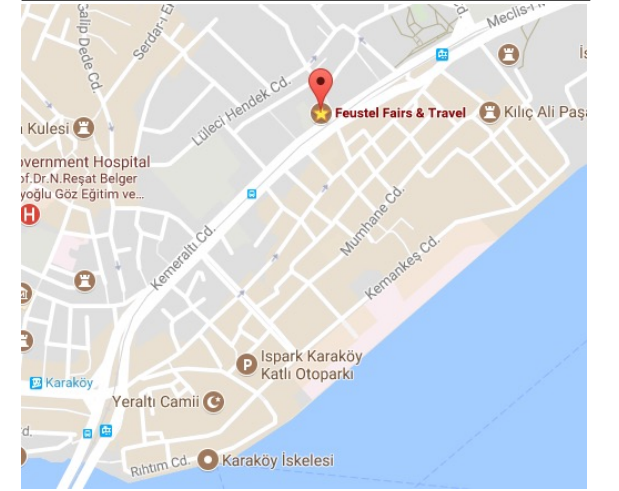 Galip Dede Cd.
Serdar-ı E
Meclis-i
İs
Lüleci Hendek Cd.
Feustel Fairs & Travel
Kılıç Ali Paşa
Kulesi
vernment Hospital
of.Dr.N.Reşat Belger
yoğlu Göz Eğitim ve...
H
Mumhane Cd.
Kemeraltı Cd.
Kemankeş Cd.
P
Ispark Karaköy
Katlı Otoparkı
Karaköy
Yeraltı Camii
d.
Rıhtım Cd.
Karaköy İskelesi